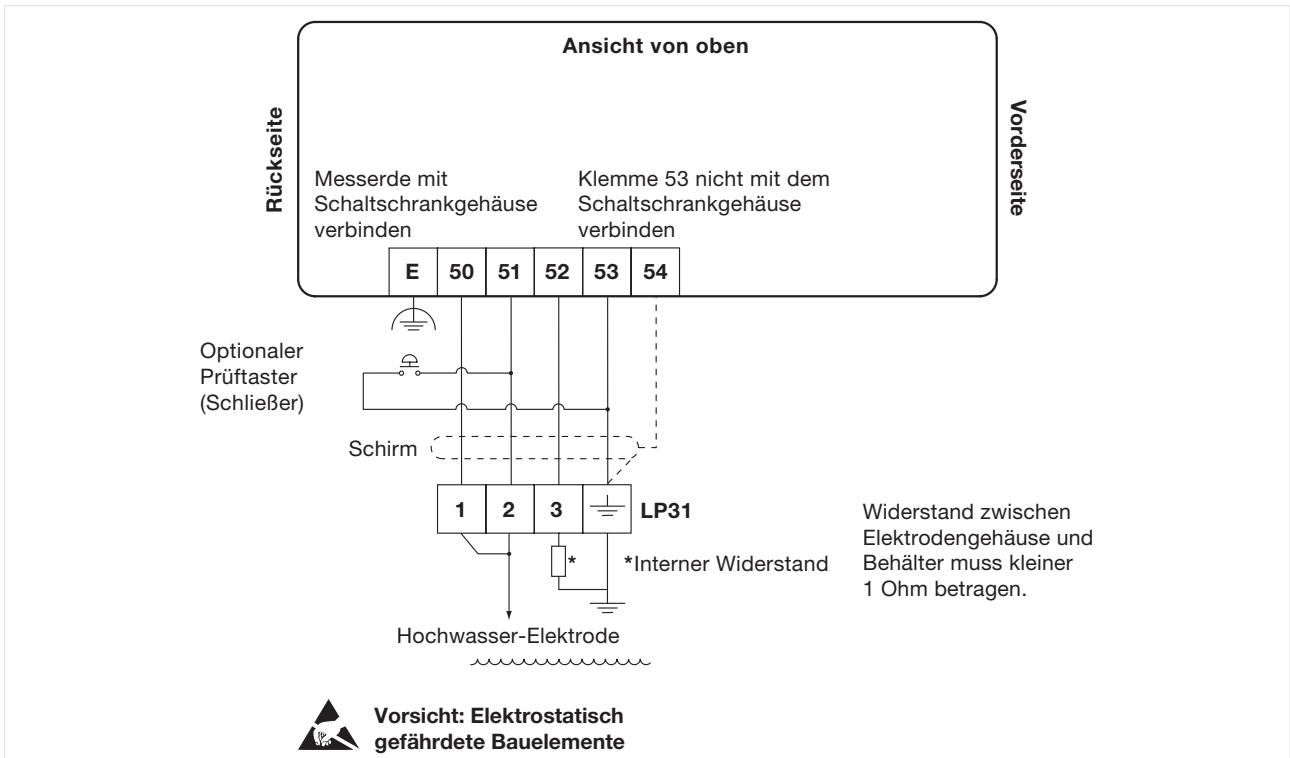 Ansicht von oben
Rückseite
Vorderseite
Messerde mit
Schaltschrankgehäuse
verbinden
Klemme 53 nicht mit dem
Schaltschrankgehäuse
verbinden
E 50 51 52 53 54
Optionaler
Prüftaster
(Schließer)
Schirm
1 2 3 LP31
* *Interner Widerstand
Widerstand zwischen
Elektrodengehäuse und
Behälter muss kleiner
1 Ohm betragen.
Hochwasser-Elektrode
Vorsicht: Elektrostatisch
gefährdete Bauelemente